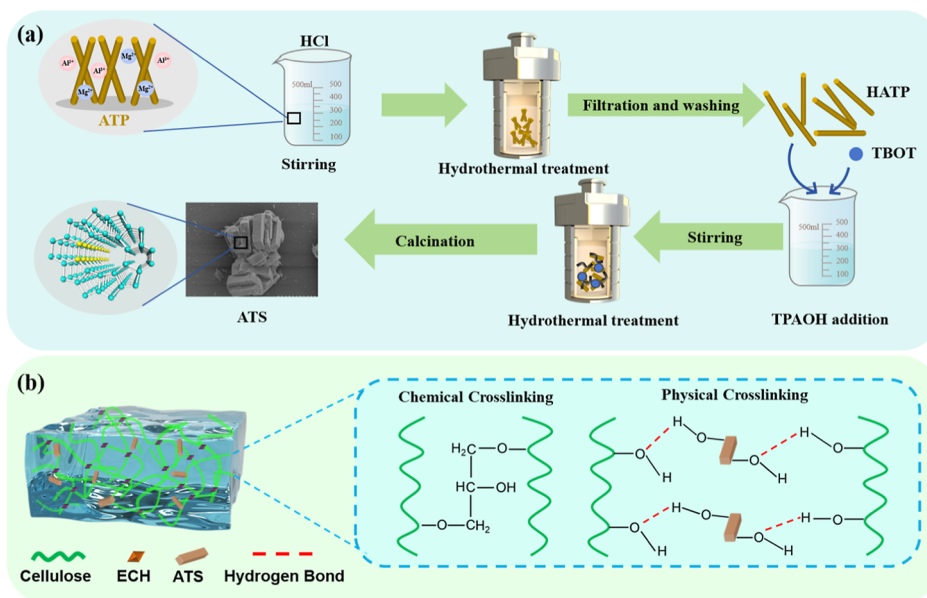 (a)
HCl
Al³⁺
Al³⁺
Mg²⁺
Al³⁺
Mg²⁺
Mg²⁺
ATP
500ml
500
400
300
200
100
Stirring
Hydrothermal treatment
Filtration and washing
HATP
TBOT
500ml
500
400
300
200
100
TPAOH addition
Stirring
Hydrothermal treatment
Calcination
ATS
(b)
Chemical Crosslinking
H₂C—O
HC—OH
O—CH₂
Physical Crosslinking
H
O
O
H
H
O
O
H
H
O
O
H
H
O
O
H
Cellulose
ECH
ATS
Hydrogen Bond